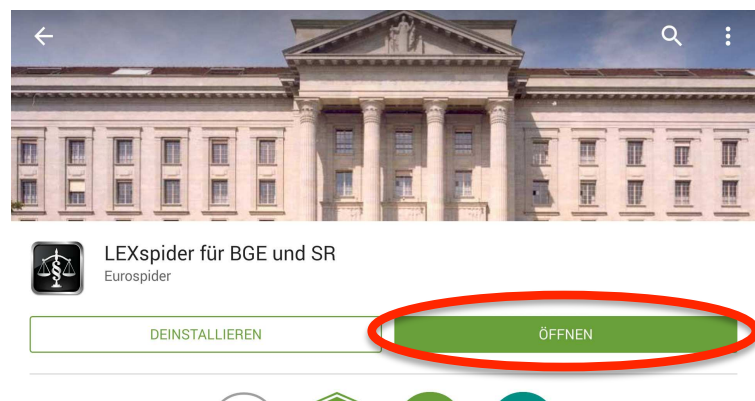 LEXspider für BGE und SR
Eurospider
DEINSTALLIEREN
ÖFFNEN